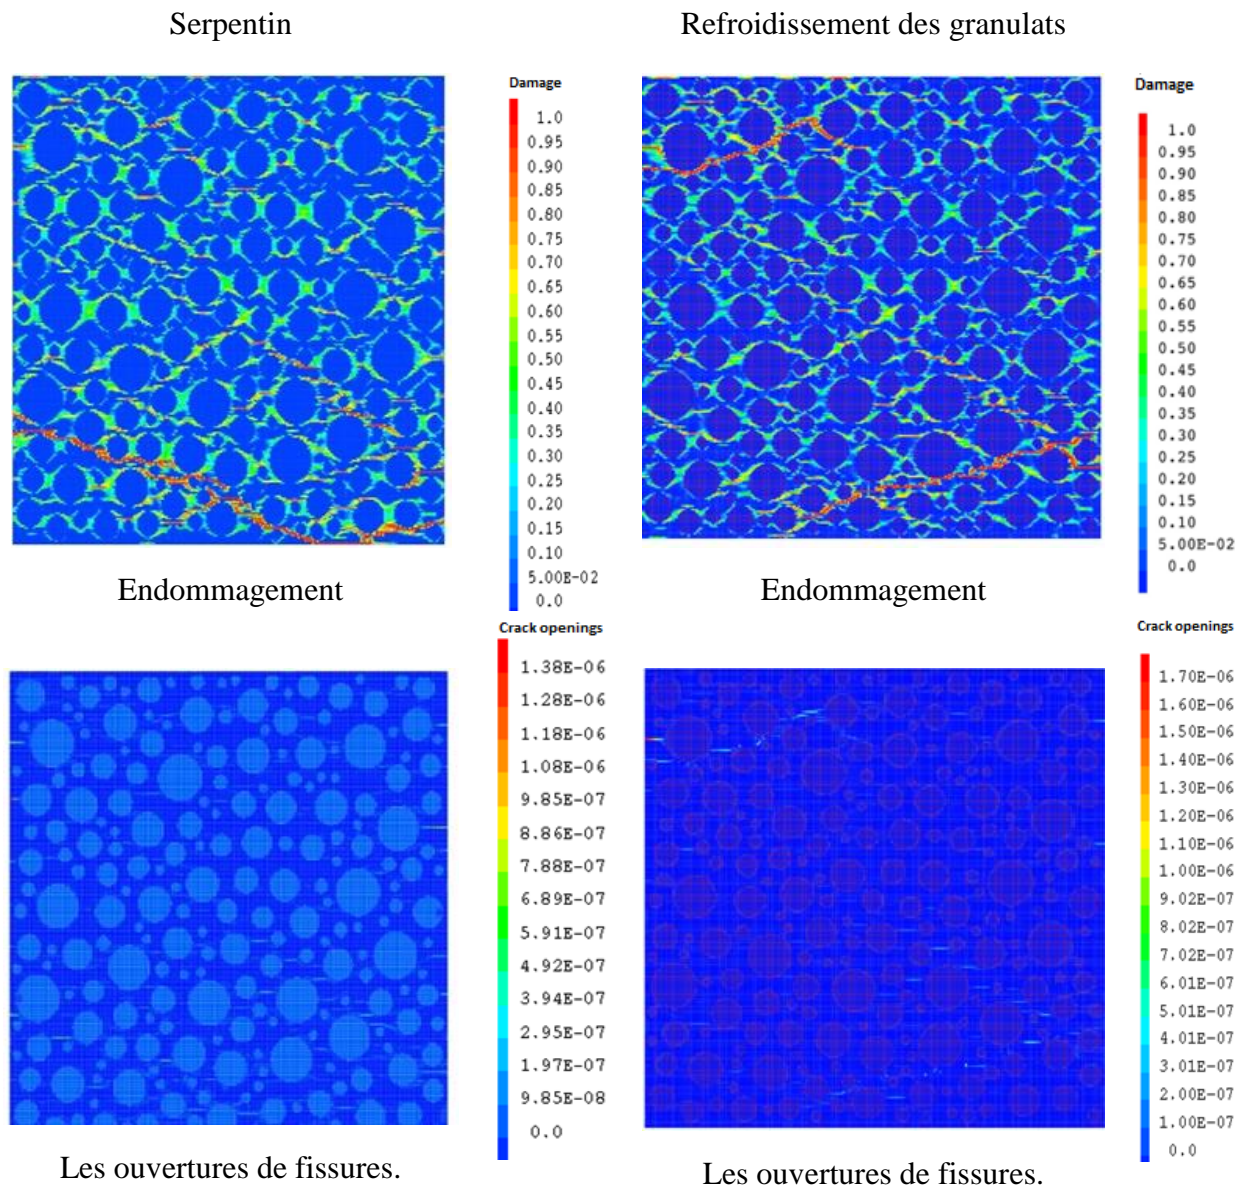 Serpentin
Refroidissement des granulats
Damage
1.0
0.95
0.90
0.85
0.80
0.75
0.70
0.65
0.60
0.55
0.50
0.45
0.40
0.35
0.30
0.25
0.20
0.15
0.10
5.00E-02
0.0
Damage
1.0
0.95
0.90
0.85
0.80
0.75
0.70
0.65
0.60
0.55
0.50
0.45
0.40
0.35
0.30
0.25
0.20
0.15
0.10
5.00E-02
0.0
Endommagement
Endommagement
Crack openings
1.38E-06
1.28E-06
1.18E-06
1.08E-06
9.85E-07
8.86E-07
7.88E-07
6.89E-07
5.91E-07
4.92E-07
3.94E-07
2.95E-07
1.97E-07
9.85E-08
0.0
Crack openings
1.70E-06
1.60E-06
1.50E-06
1.40E-06
1.30E-06
1.20E-06
1.10E-06
1.00E-06
9.02E-07
8.02E-07
7.02E-07
6.01E-07
5.01E-07
4.01E-07
3.01E-07
2.00E-07
1.00E-07
0.0
Les ouvertures de fissures.
Les ouvertures de fissures.